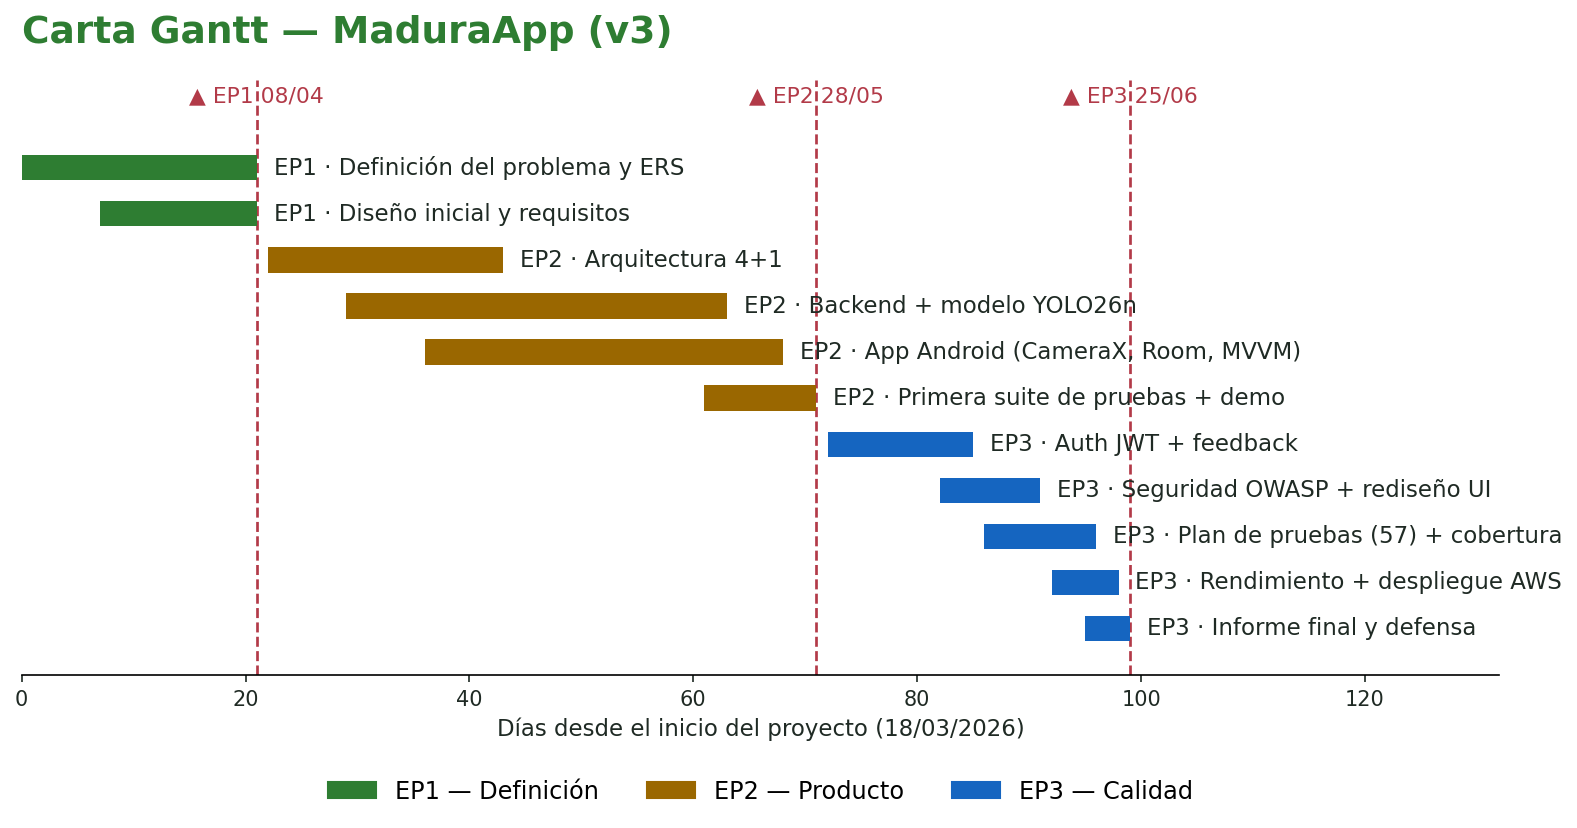 Carta Gantt — MaduraApp (v3)
▲ EP1 08/04
▲ EP2 28/05
▲ EP3 25/06
EP1 · Definición del problema y ERS
EP1 · Diseño inicial y requisitos
EP2 · Arquitectura 4+1
EP2 · Backend + modelo YOLO26n
EP2 · App Android (CameraX, Room, MVVM)
EP2 · Primera suite de pruebas + demo
EP3 · Auth JWT + feedback
EP3 · Seguridad OWASP + rediseño UI
EP3 · Plan de pruebas (57) + cobertura
EP3 · Rendimiento + despliegue AWS
EP3 · Informe final y defensa
0 20 40 60 80 100 120
Días desde el inicio del proyecto (18/03/2026)
EP1 — Definición EP2 — Producto EP3 — Calidad